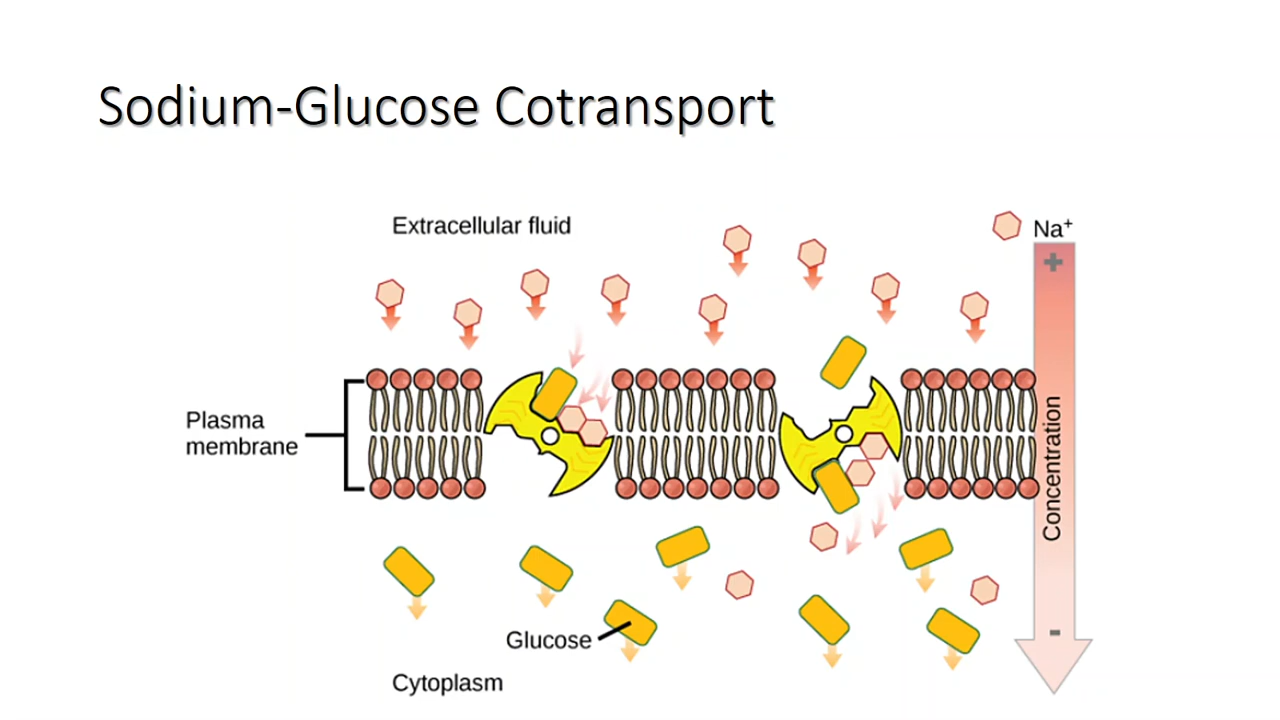 Sodium-Glucose Cotransport
Extracellular fluid
Na⁺
+
Plasma
membrane
Concentration
Glucose
-
Cytoplasm